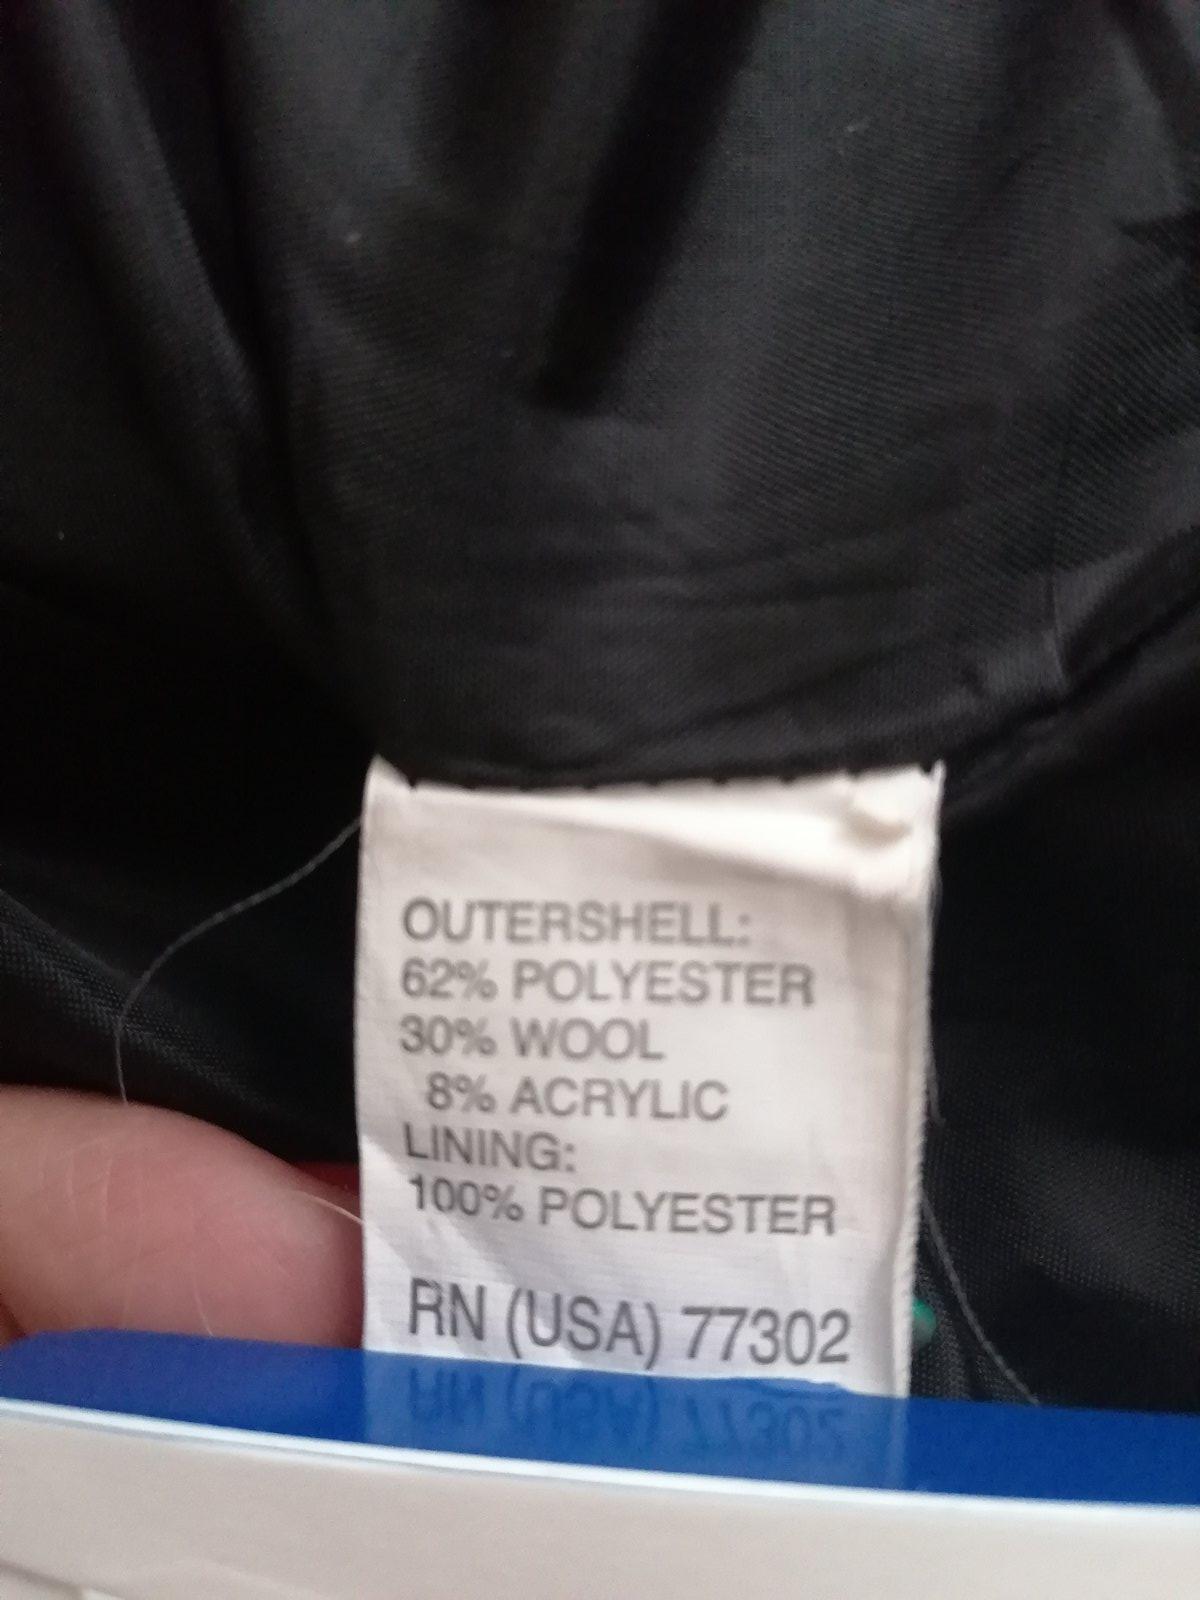 OUTERSHELL:
62% POLYESTER
30% WOOL
8% ACRYLIC
LINING:
100% POLYESTER
RN (USA) 77302